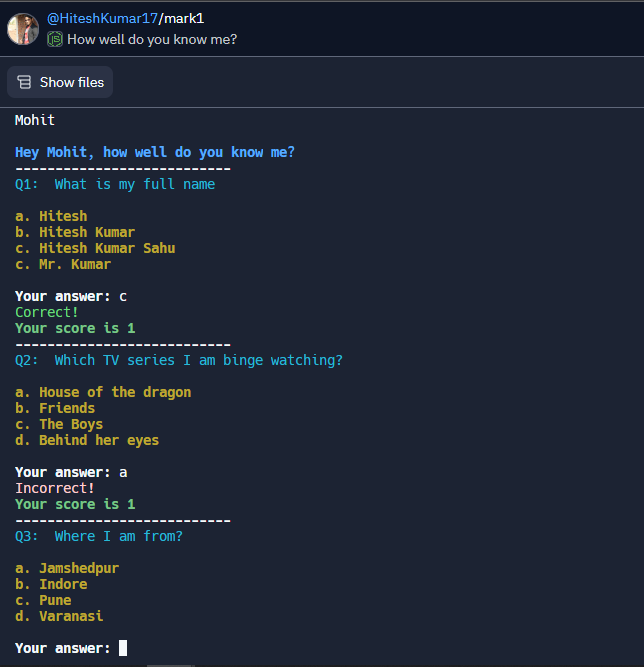 @HiteshKumar17/mark1
How well do you know me?
Show files
Mohit
Hey Mohit, how well do you know me?
---------------------------
Q1:  What is my full name
a. Hitesh
b. Hitesh Kumar
c. Hitesh Kumar Sahu
c. Mr. Kumar
Your answer: c
Correct!
Your score is 1
---------------------------
Q2:  Which TV series I am binge watching?
a. House of the dragon
b. Friends
c. The Boys
d. Behind her eyes
Your answer: a
Incorrect!
Your score is 1
---------------------------
Q3:  Where I am from?
a. Jamshedpur
b. Indore
c. Pune
d. Varanasi
Your answer: